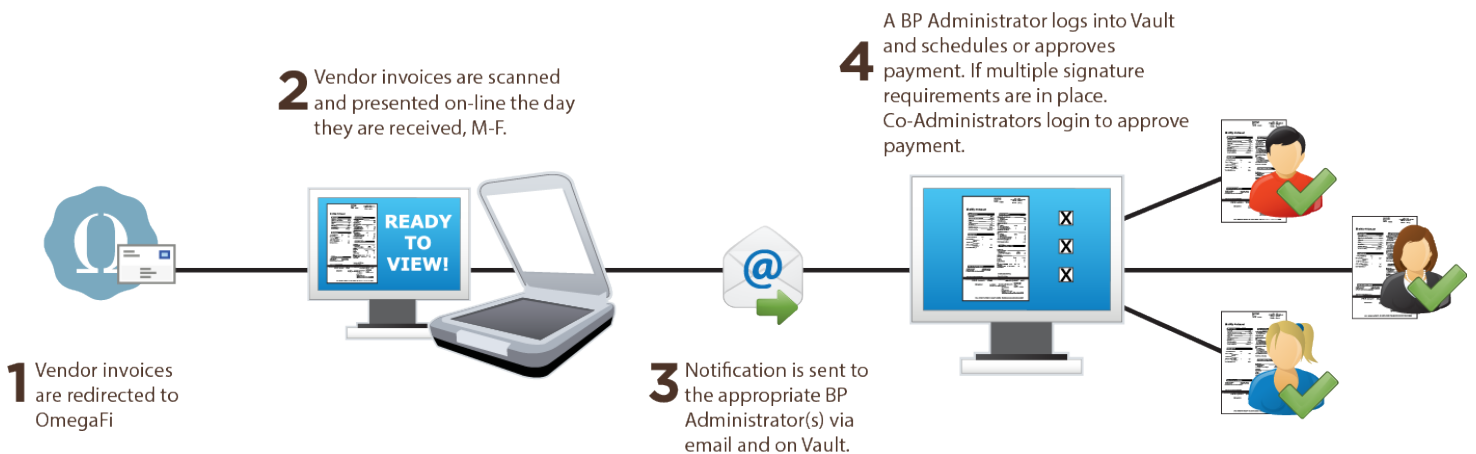 1 Vendor invoices
are redirected to
OmegaFi
Ω
2 Vendor invoices are scanned
and presented on-line the day
they are received, M-F.
READY
TO
VIEW!
3 Notification is sent to
the appropriate BP
Administrator(s) via
email and on Vault.
@
4 A BP Administrator logs into Vault
and schedules or approves
payment. If multiple signature
requirements are in place.
Co-Administrators login to approve
payment.
X
X
X